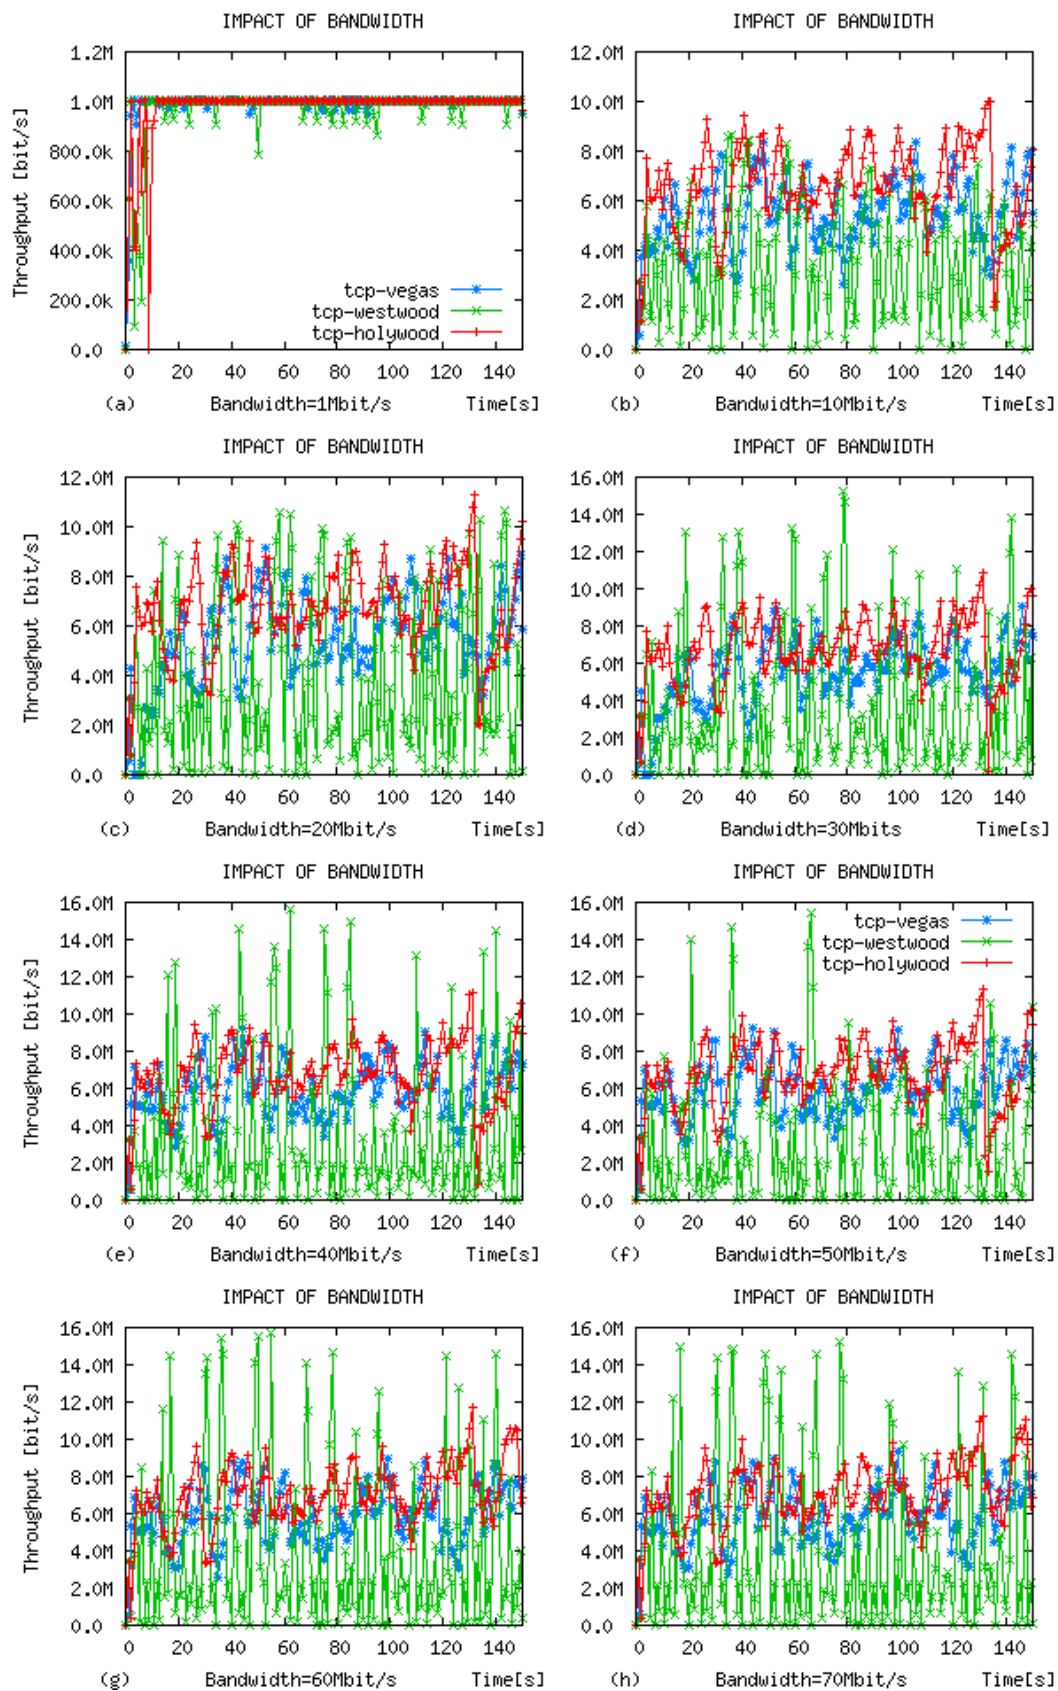 IMPACT OF BANDWIDTH
IMPACT OF BANDWIDTH
Throughput [bit/s]
1.2M
1.0M
800.0k
600.0k
400.0k
200.0k
0.0
tcp-vegas
tcp-westwood
tcp-holywood
0 20 40 60 80 100 120 140
(a) Bandwidth=1Mbit/s Time[s]
12.0M
10.0M
8.0M
6.0M
4.0M
2.0M
0.0
0 20 40 60 80 100 120 140
(b) Bandwidth=10Mbit/s Time[s]
IMPACT OF BANDWIDTH
IMPACT OF BANDWIDTH
Throughput [bit/s]
12.0M
10.0M
8.0M
6.0M
4.0M
2.0M
0.0
0 20 40 60 80 100 120 140
(c) Bandwidth=20Mbit/s Time[s]
16.0M
14.0M
12.0M
10.0M
8.0M
6.0M
4.0M
2.0M
0.0
0 20 40 60 80 100 120 140
(d) Bandwidth=30Mbits Time[s]
IMPACT OF BANDWIDTH
IMPACT OF BANDWIDTH
Throughput [bit/s]
16.0M
14.0M
12.0M
10.0M
8.0M
6.0M
4.0M
2.0M
0.0
0 20 40 60 80 100 120 140
(e) Bandwidth=40Mbit/s Time[s]
16.0M
14.0M
12.0M
10.0M
8.0M
6.0M
4.0M
2.0M
0.0
tcp-vegas
tcp-westwood
tcp-holywood
0 20 40 60 80 100 120 140
(f) Bandwidth=50Mbit/s Time[s]
IMPACT OF BANDWIDTH
IMPACT OF BANDWIDTH
Throughput [bit/s]
16.0M
14.0M
12.0M
10.0M
8.0M
6.0M
4.0M
2.0M
0.0
0 20 40 60 80 100 120 140
(g) Bandwidth=60Mbit/s Time[s]
16.0M
14.0M
12.0M
10.0M
8.0M
6.0M
4.0M
2.0M
0.0
0 20 40 60 80 100 120 140
(h) Bandwidth=70Mbit/s Time[s]